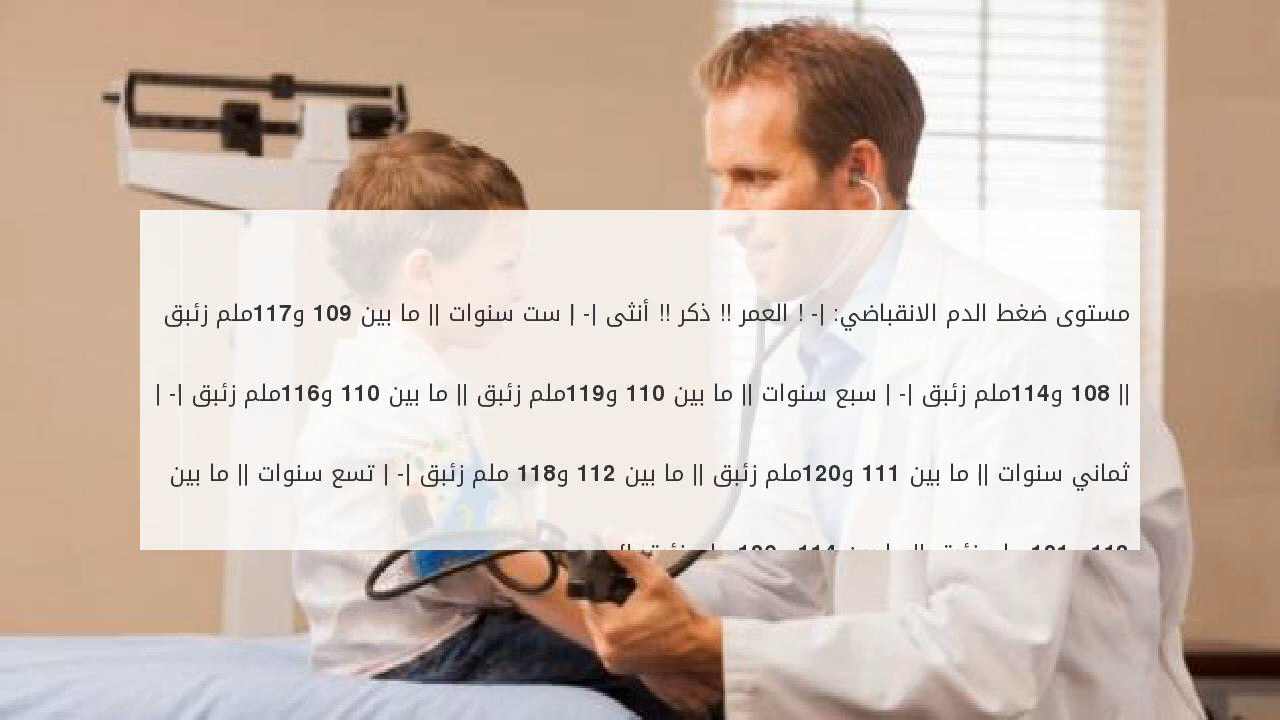 مستوى ضغط الدم الانقباضي: |- ! العمر !! ذكر !! أنثى |- | ست سنوات || ما بين 109 و117ملم زئبق
|| 108 و114ملم زئبق |- | سبع سنوات || ما بين 110 و119ملم زئبق || ما بين 110 و116ملم زئبق |- |
ثماني سنوات || ما بين 111 و120ملم زئبق || ما بين 112 و118 ملم زئبق |- | تسع سنوات || ما بين